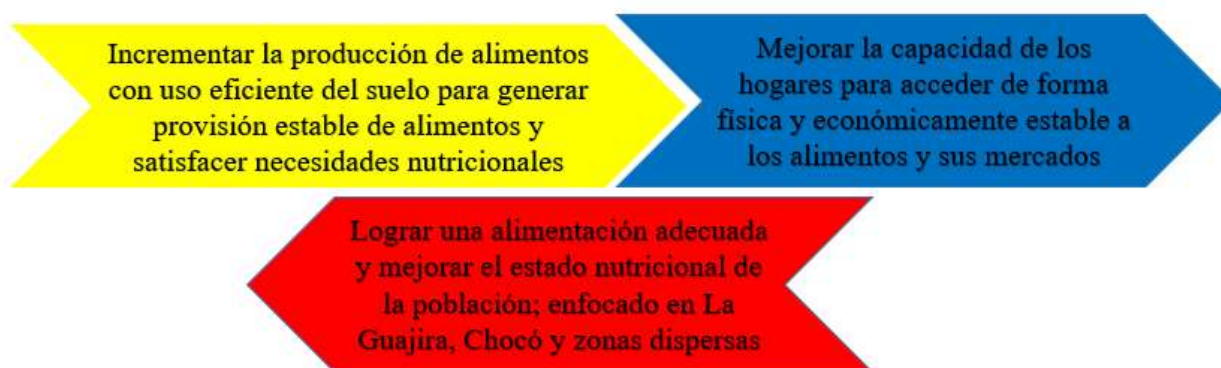 Incrementar la producción de alimentos
con uso eficiente del suelo para generar
provisión estable de alimentos y
satisfacer necesidades nutricionales
Mejorar la capacidad de los
hogares para acceder de forma
física y económicamente estable a
los alimentos y sus mercados
Lograr una alimentación adecuada
y mejorar el estado nutricional de
la población; enfocado en La
Guajira, Chocó y zonas dispersas